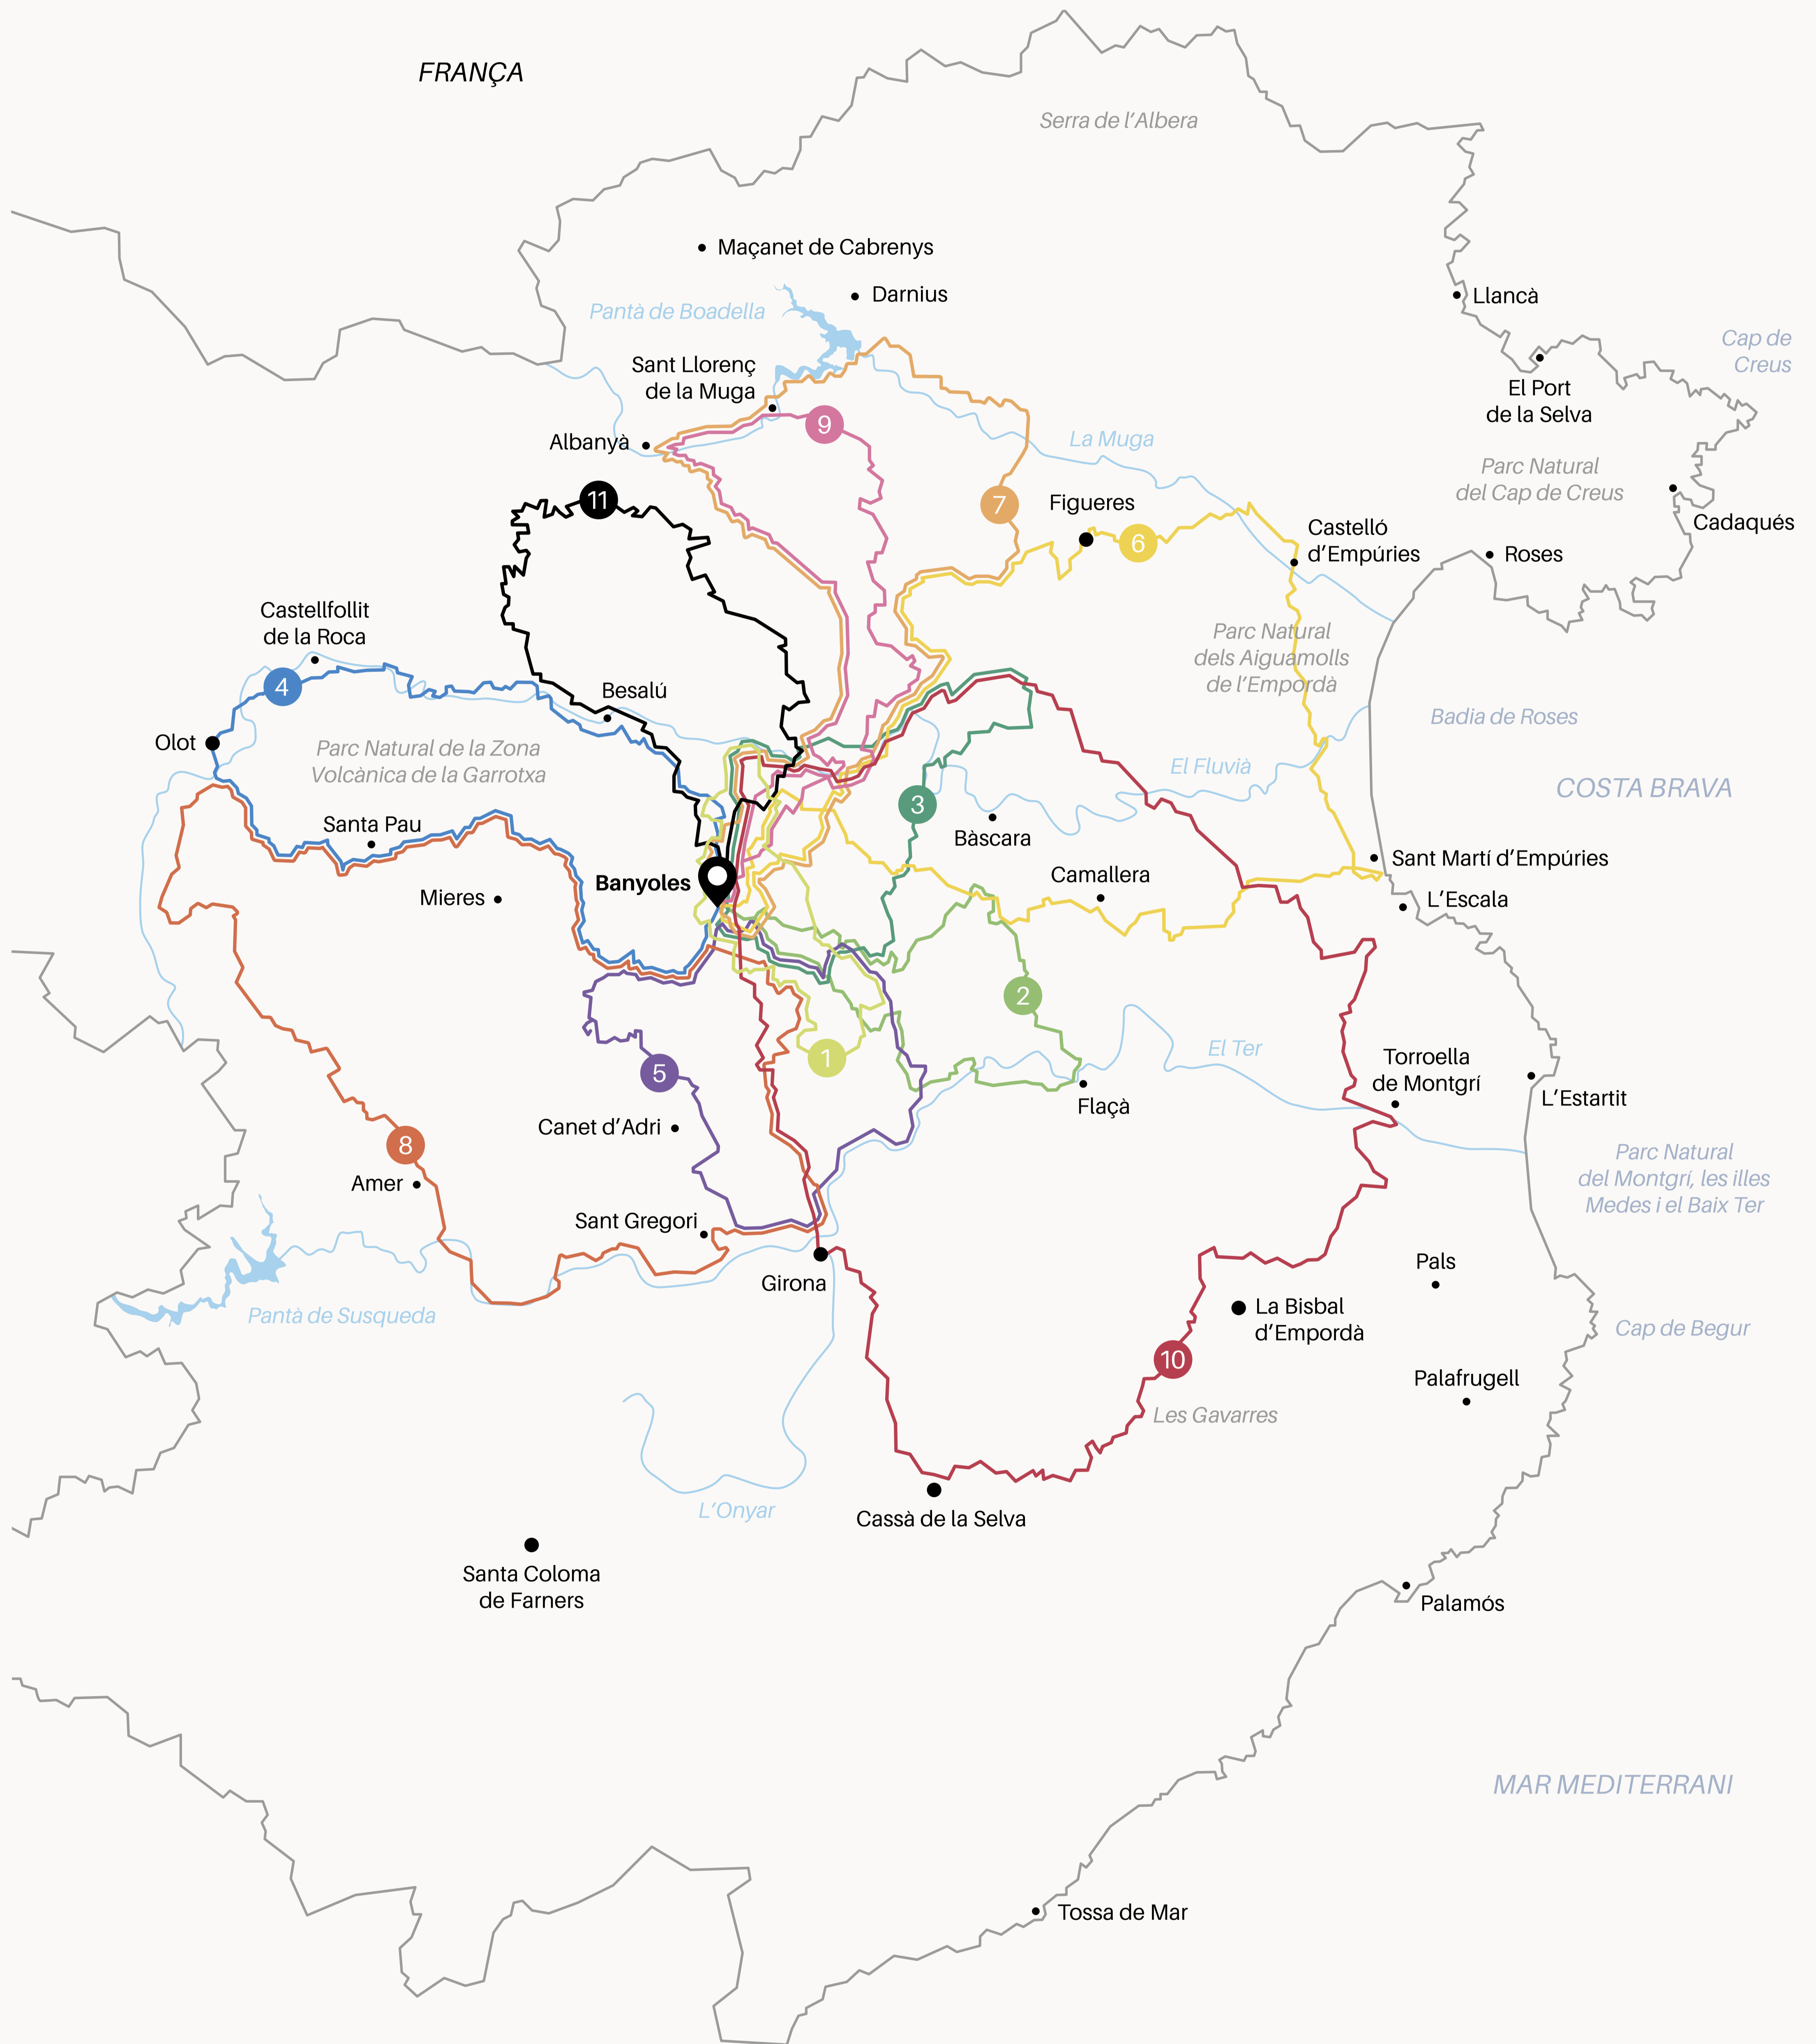 FRANÇA
Serra de l'Albera
Maçanet de Cabrenys
Darnius
Pantà de Boadella
Llancà
Cap de
Creus
Sant Llorenç
de la Muga
El Port
de la Selva
9
Albanyà
La Muga
Parc Natural
del Cap de Creus
11
7
Figueres
6
Castelló
d'Empúries
Cadaqués
Roses
Castellfollit
de la Roca
Parc Natural
dels Aiguamolls
de l'Empordà
4
Besalú
Badia de Roses
Olot
Parc Natural de la Zona
Volcànica de la Garrotxa
El Fluvià
COSTA BRAVA
3
Santa Pau
Bàscara
Sant Martí d'Empúries
Banyoles
Camallera
Mieres
L'Escala
2
El Ter
1
5
Torroella
de Montgrí
L'Estartit
Flaçà
Canet d'Adri
8
Parc Natural
del Montgrí, les illes
Medes i el Baix Ter
Amer
Sant Gregori
Pals
Girona
Pantà de Susqueda
La Bisbal
d'Empordà
Cap de Begur
10
Palafrugell
Les Gavarres
L'Onyar
Cassà de la Selva
Santa Coloma
de Farners
Palamós
MAR MEDITERRANI
Tossa de Mar